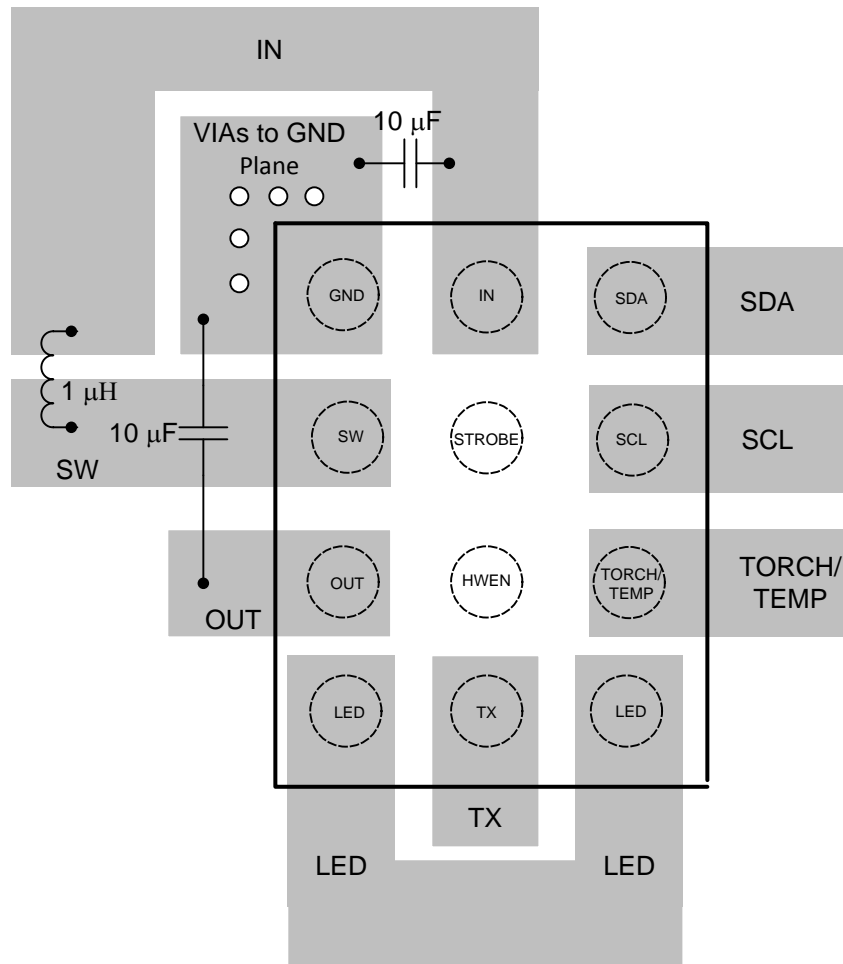 IN
10 μF
VIAs to GND
Plane
GND
IN
SDA
SDA
1 μH
10 μF
SW
SW
STROBE
SCL
SCL
OUT
OUT
HWEN
TORCH/
TEMP
TORCH/
TEMP
LED
TX
LED
TX
LED
LED